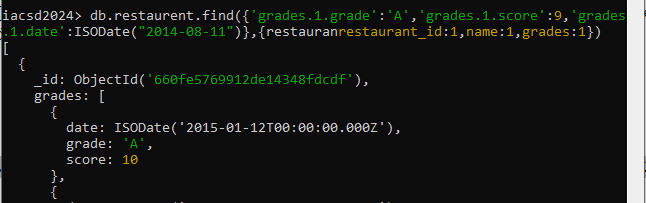 iacsd2024> db.restaurent.find({'grades.1.grade':'A','grades.1.score':9,'grades
.1.date':ISODate("2014-08-11")},{restauranrestaurant_id:1,name:1,grades:1})
[
  {
    _id: ObjectId('660fe5769912de14348fdcdf'),
    grades: [
      {
        date: ISODate('2015-01-12T00:00:00.000Z'),
        grade: 'A',
        score: 10
      },
      {